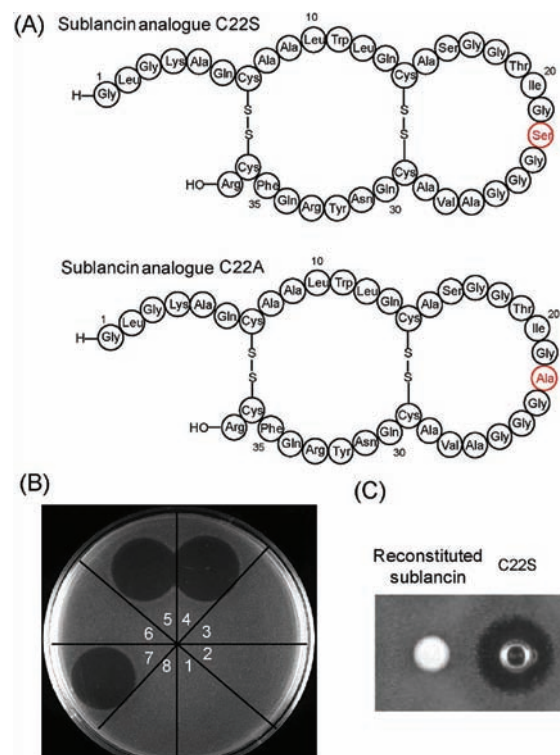 (A)
Sublancin analogue C22S
1 10 20
H Gly Leu Gly Lys Ala Gln Cys Ala Ala Leu Trp Leu Gln Cys Ala Ser Gly Gly Thr Ile Gly Ser
S S
S S
HO Arg Cys Phe Gln Arg Tyr Asn Gln Cys Ala Val Ala Gly Gly Gly
35 30
Sublancin analogue C22A
1 10 20
H Gly Leu Gly Lys Ala Gln Cys Ala Ala Leu Trp Leu Gln Cys Ala Ser Gly Gly Thr Ile Gly Ala
S S
S S
HO Arg Cys Phe Gln Arg Tyr Asn Gln Cys Ala Val Ala Gly Gly Gly
35 30
(B)
5 4
6 3
7 2
8 1
(C)
Reconstituted
sublancin
C22S